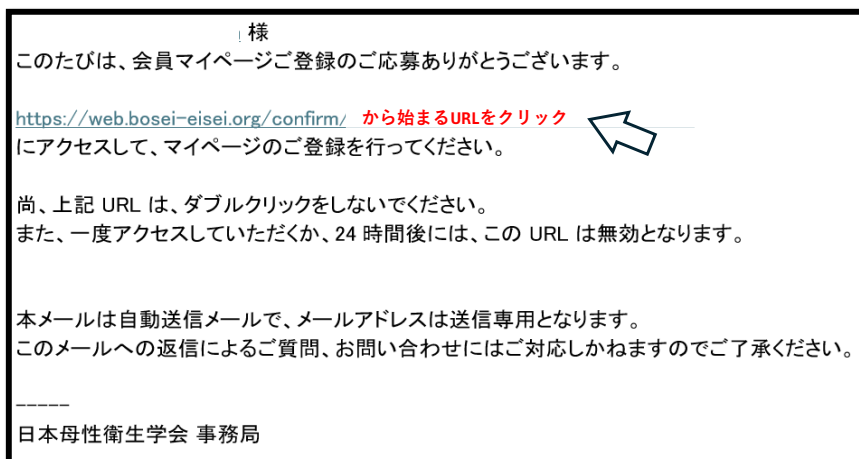 様
このたびは、会員マイページご登録のご応募ありがとうございます。
https://web.bosei-eisei.org/confirm/ から始まるURLをクリック
にアクセスして、マイページのご登録を行ってください。
尚、上記 URL は、ダブルクリックをしないでください。
また、一度アクセスしていただくか、24 時間後には、この URL は無効となります。
本メールは自動送信メールで、メールアドレスは送信専用となります。
このメールへの返信によるご質問、お問い合わせにはご対応しかねますのでご了承ください。
-----
日本母性衛生学会 事務局